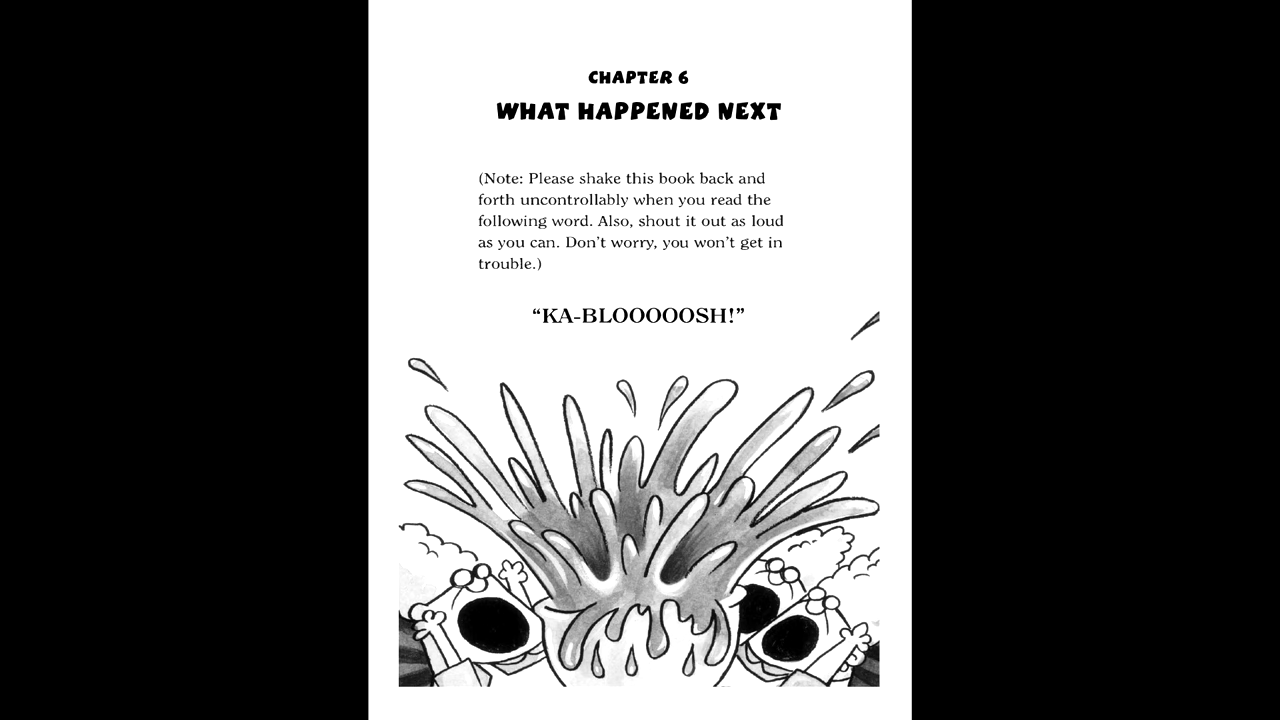 CHAPTER 6
WHAT HAPPENED NEXT
(Note: Please shake this book back and
forth uncontrollably when you read the
following word. Also, shout it out as loud
as you can. Don’t worry, you won’t get in
trouble.)
“KA-BLOOOOOSH!”